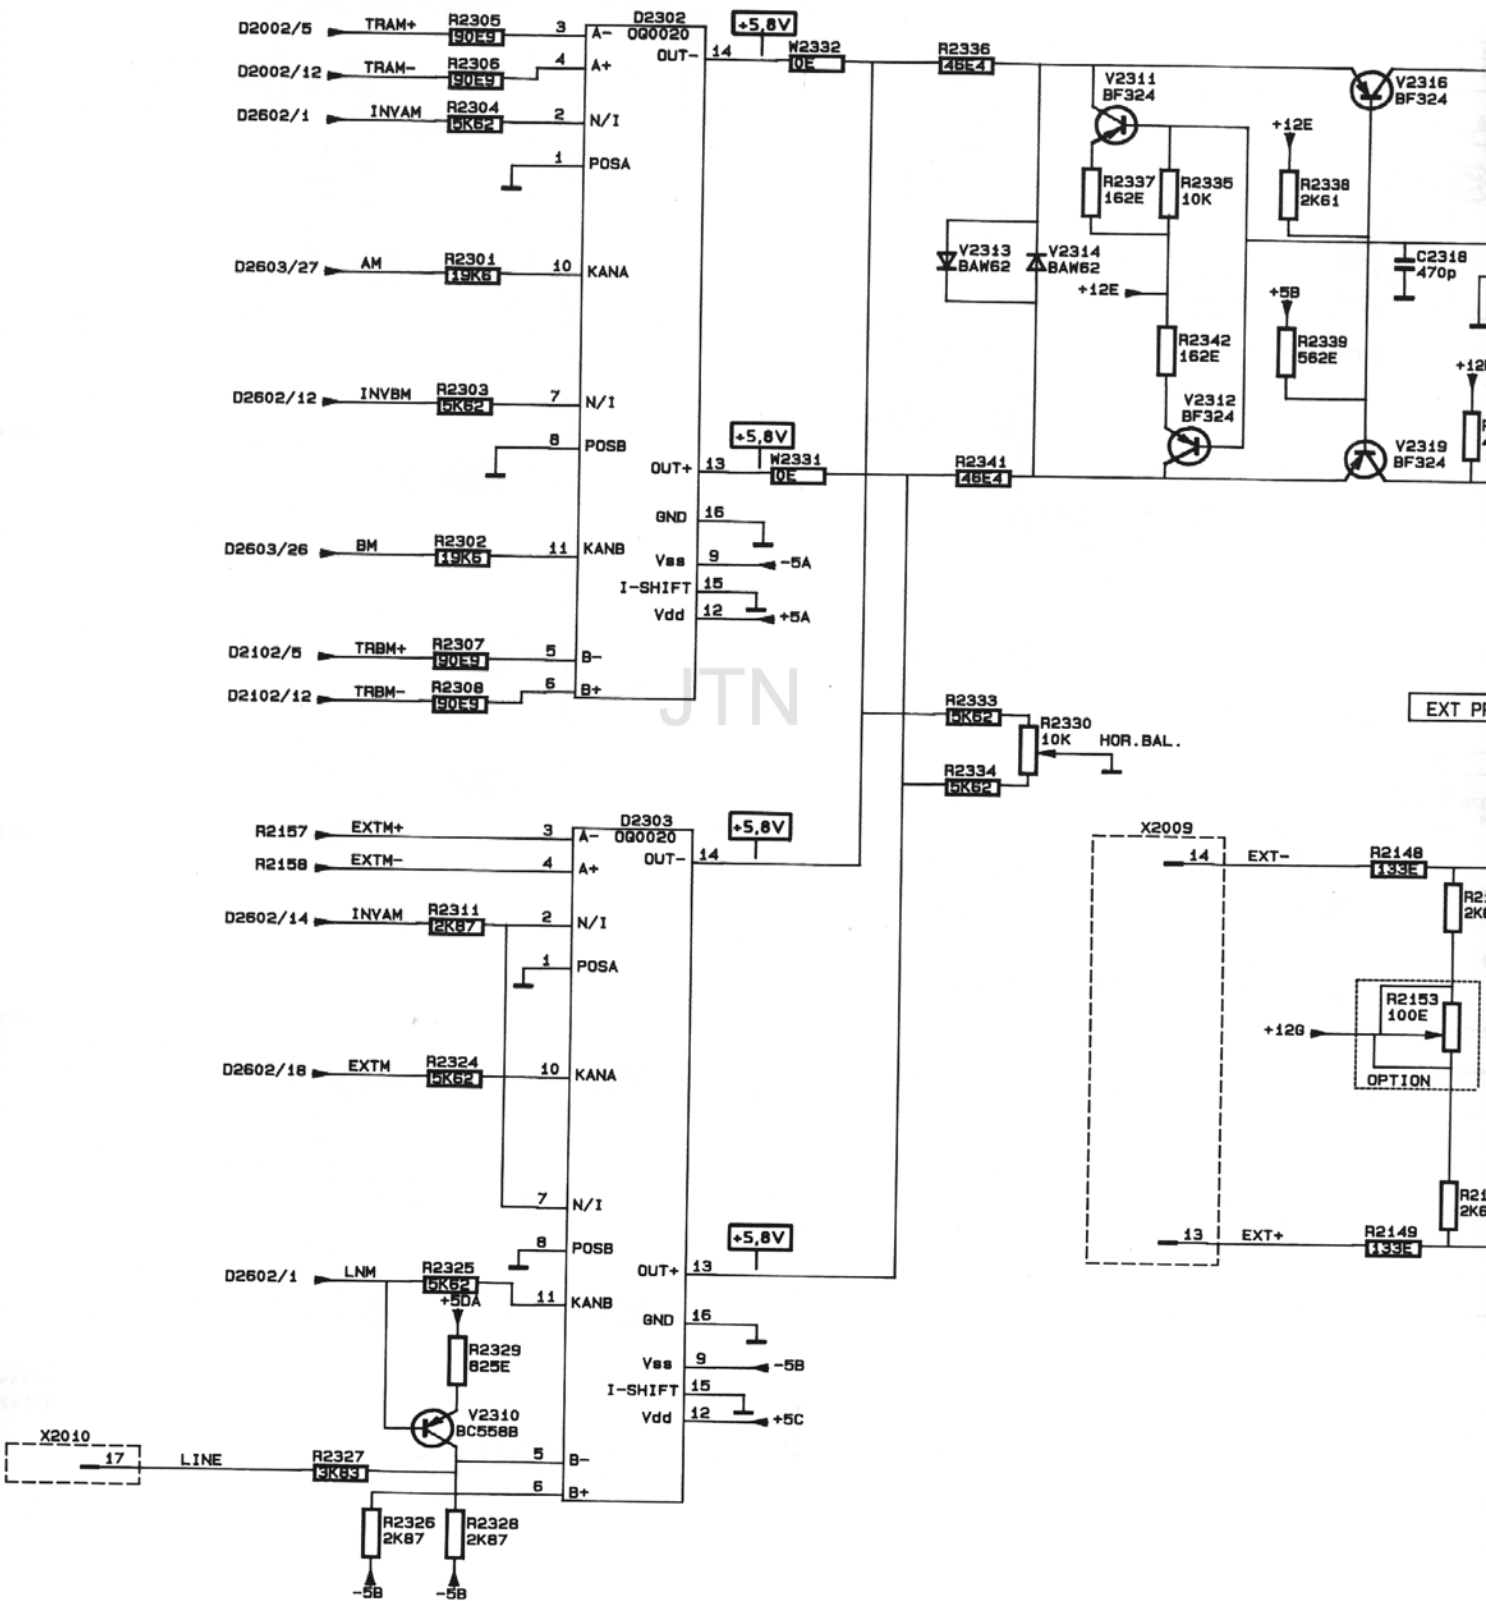 D2002/5 TRAM+ R2305 90E9 3 A-
D2302 OQ0020
OUT- 14 +5,8V W2332 0E R2336 46E4
D2002/12 TRAM- R2306 90E9 4 A+
V2311 BF324
V2316 BF324
D2602/1 INVAM R2304 5K62 2 N/I
1 POSA
+12E
R2337 162E
R2335 10K
R2338 2K61
D2603/27 AM R2301 19K6 10 KANA
V2313 BAW62
V2314 BAW62
+12E
C2318 470p
+5B
R2342 162E
R2339 562E
D2602/12 INVBM R2303 5K62 7 N/I
V2312 BF324
8 POSB
OUT+ 13 +5,8V W2331 0E R2341 46E4
V2319 BF324
GND 16
D2603/26 BM R2302 19K6 11 KANB
Vss 9 -5A
I-SHIFT 15
Vdd 12 +5A
D2102/5 TRBM+ R2307 90E9 5 B-
D2102/12 TRBM- R2308 90E9 6 B+
JTN
R2333 5K62
R2330 10K HOR.BAL.
R2334 5K62
EXT
R2157 EXTM+ 3 A-
D2303 OQ0020
OUT- 14 +5,8V
R2158 EXTM- 4 A+
X2009
14 EXT- R2148 133E
D2602/14 INVAM R2311 2K87 2 N/I
1 POSA
R2153 100E
+12G
OPTION
D2602/18 EXTM R2324 5K62 10 KANA
7 N/I
8 POSB
13 EXT+ R2149 133E
OUT+ 13 +5,8V
D2602/1 LNM R2325 5K62 11 KANB
+5DA
GND 16
R2329 825E
Vss 9 -5B
I-SHIFT 15
Vdd 12 +5C
V2310 BC558B
X2010
17 LINE R2327 3K83 5 B-
6 B+
R2326 2K87
R2328 2K87
-5B
-5B